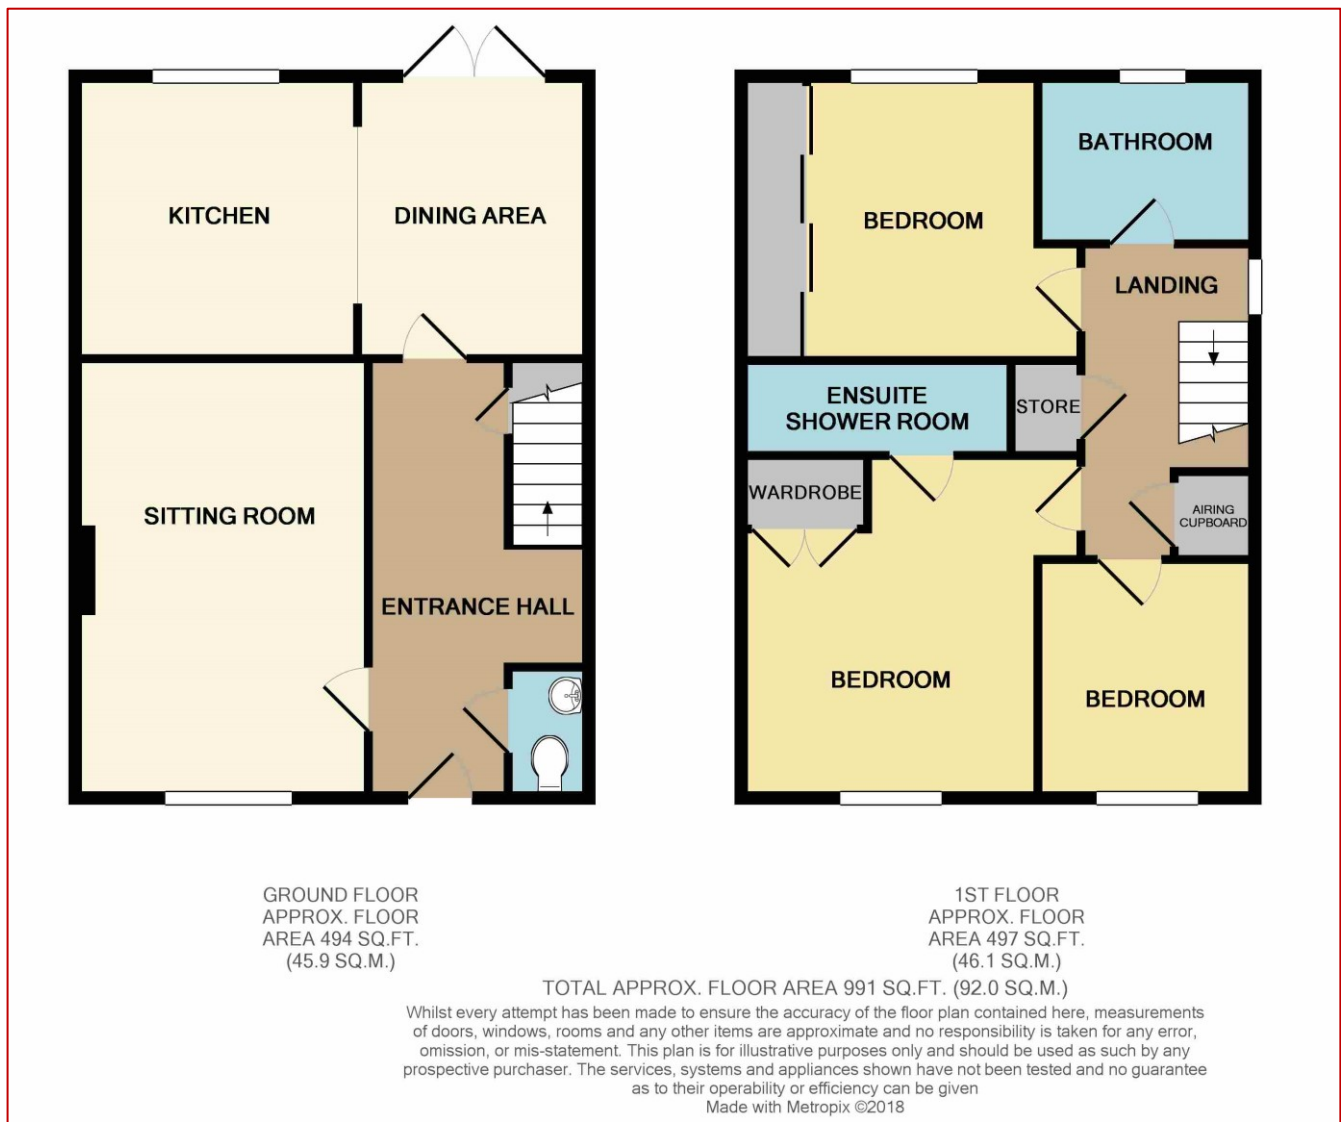 KITCHEN
DINING AREA
SITTING ROOM
ENTRANCE HALL
BEDROOM
BATHROOM
LANDING
ENSUITE
SHOWER ROOM
STORE
WARDROBE
AIRING
CUPBOARD
BEDROOM
BEDROOM
GROUND FLOOR
APPROX. FLOOR
AREA 494 SQ.FT.
(45.9 SQ.M.)
1ST FLOOR
APPROX. FLOOR
AREA 497 SQ.FT.
(46.1 SQ.M.)
TOTAL APPROX. FLOOR AREA 991 SQ.FT. (92.0 SQ.M.)
Whilst every attempt has been made to ensure the accuracy of the floor plan contained here, measurements
of doors, windows, rooms and any other items are approximate and no responsibility is taken for any error,
omission, or mis-statement. This plan is for illustrative purposes only and should be used as such by any
prospective purchaser. The services, systems and appliances shown have not been tested and no guarantee
as to their operability or efficiency can be given
Made with Metropix ©2018